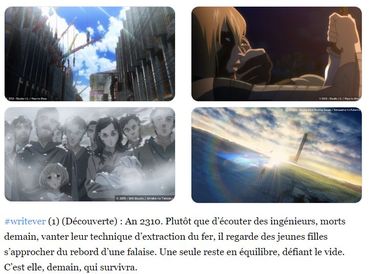 #writever (1) (Découverte) : An 2310. Plutôt que d'écouter des ingénieurs, morts
demain, vanter leur technique d'extraction du fer, il regarde des jeunes filles
s'approcher du rebord d'une falaise. Une seule reste en équilibre, défiant le vide.
C'est elle, demain, qui survivra.